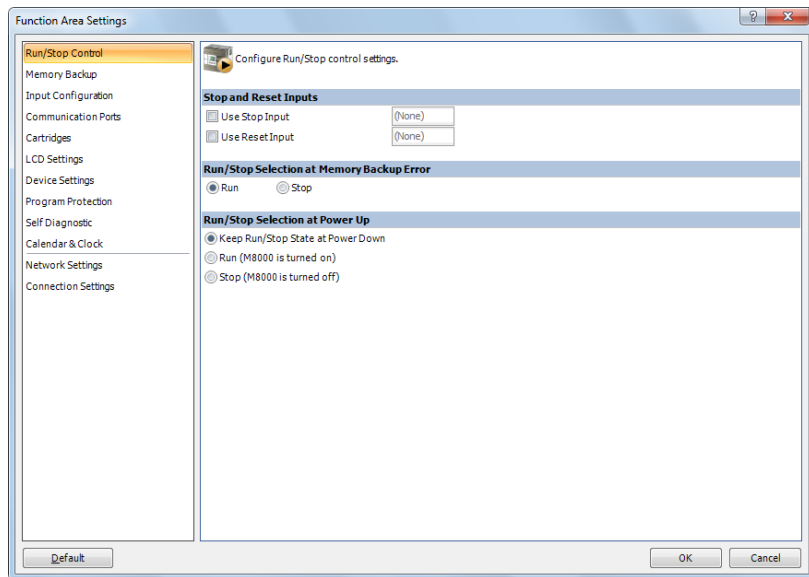 Function Area Settings
Run/Stop Control
Memory Backup
Input Configuration
Communication Ports
Cartridges
LCD Settings
Device Settings
Program Protection
Self Diagnostic
Calendar & Clock
Network Settings
Connection Settings
Configure Run/Stop control settings.
Stop and Reset Inputs
Use Stop Input (None)
Use Reset Input (None)
Run/Stop Selection at Memory Backup Error
Run Stop
Run/Stop Selection at Power Up
Keep Run/Stop State at Power Down
Run (M8000 is turned on)
Stop (M8000 is turned off)
Default OK Cancel